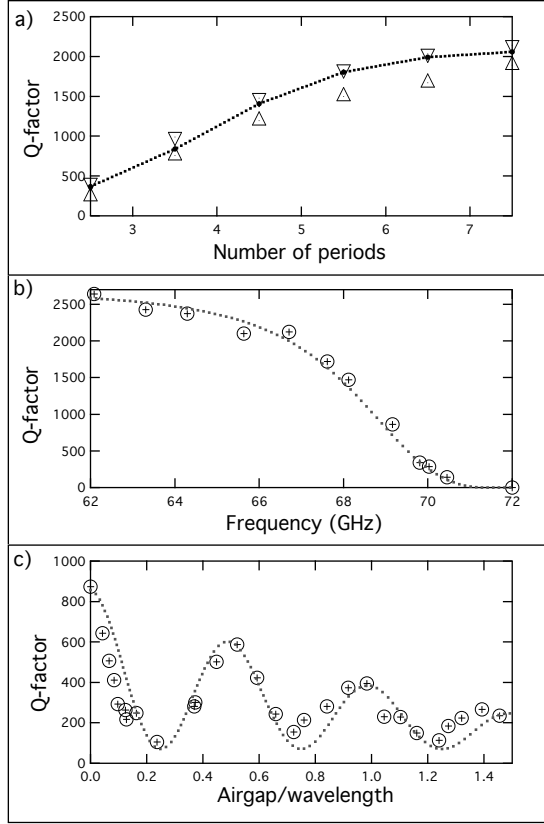 a)
2500
2000
1500
1000
500
0
Q-factor
3 4 5 6 7
Number of periods
b)
2500
2000
1500
1000
500
0
Q-factor
62 64 66 68 70 72
Frequency (GHz)
c)
1000
800
600
400
200
0
Q-factor
0.0 0.2 0.4 0.6 0.8 1.0 1.2 1.4
Airgap/wavelength